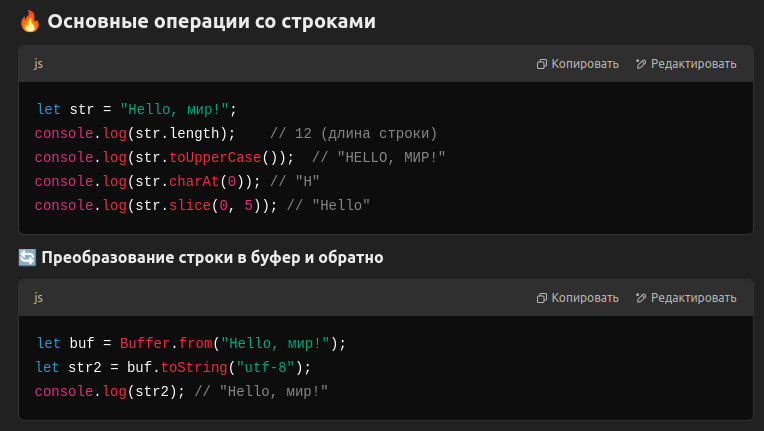 🔥 Основные операции со строками
js Копировать Редактировать
let str = "Hello, мир!";
console.log(str.length);    // 12 (длина строки)
console.log(str.toUpperCase());  // "HELLO, МИР!"
console.log(str.charAt(0)); // "H"
console.log(str.slice(0, 5)); // "Hello"
🔄 Преобразование строки в буфер и обратно
js Копировать Редактировать
let buf = Buffer.from("Hello, мир!");
let str2 = buf.toString("utf-8");
console.log(str2); // "Hello, мир!"